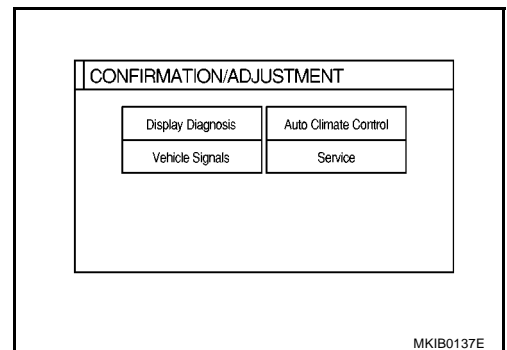 CONFIRMATION/ADJUSTMENT
Display Diagnosis Auto Climate Control
Vehicle Signals Service
MKIB0137E